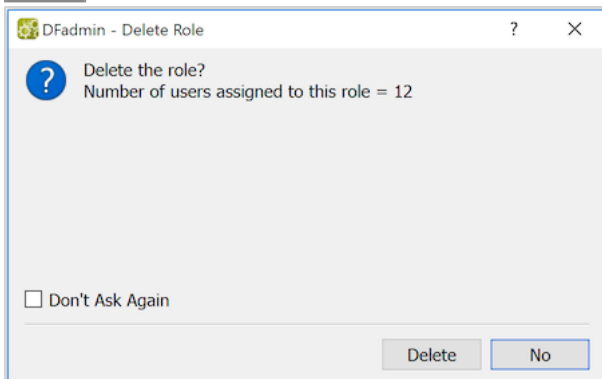 DFadmin - Delete Role
?
Delete the role?
Number of users assigned to this role = 12
Don't Ask Again
Delete
No